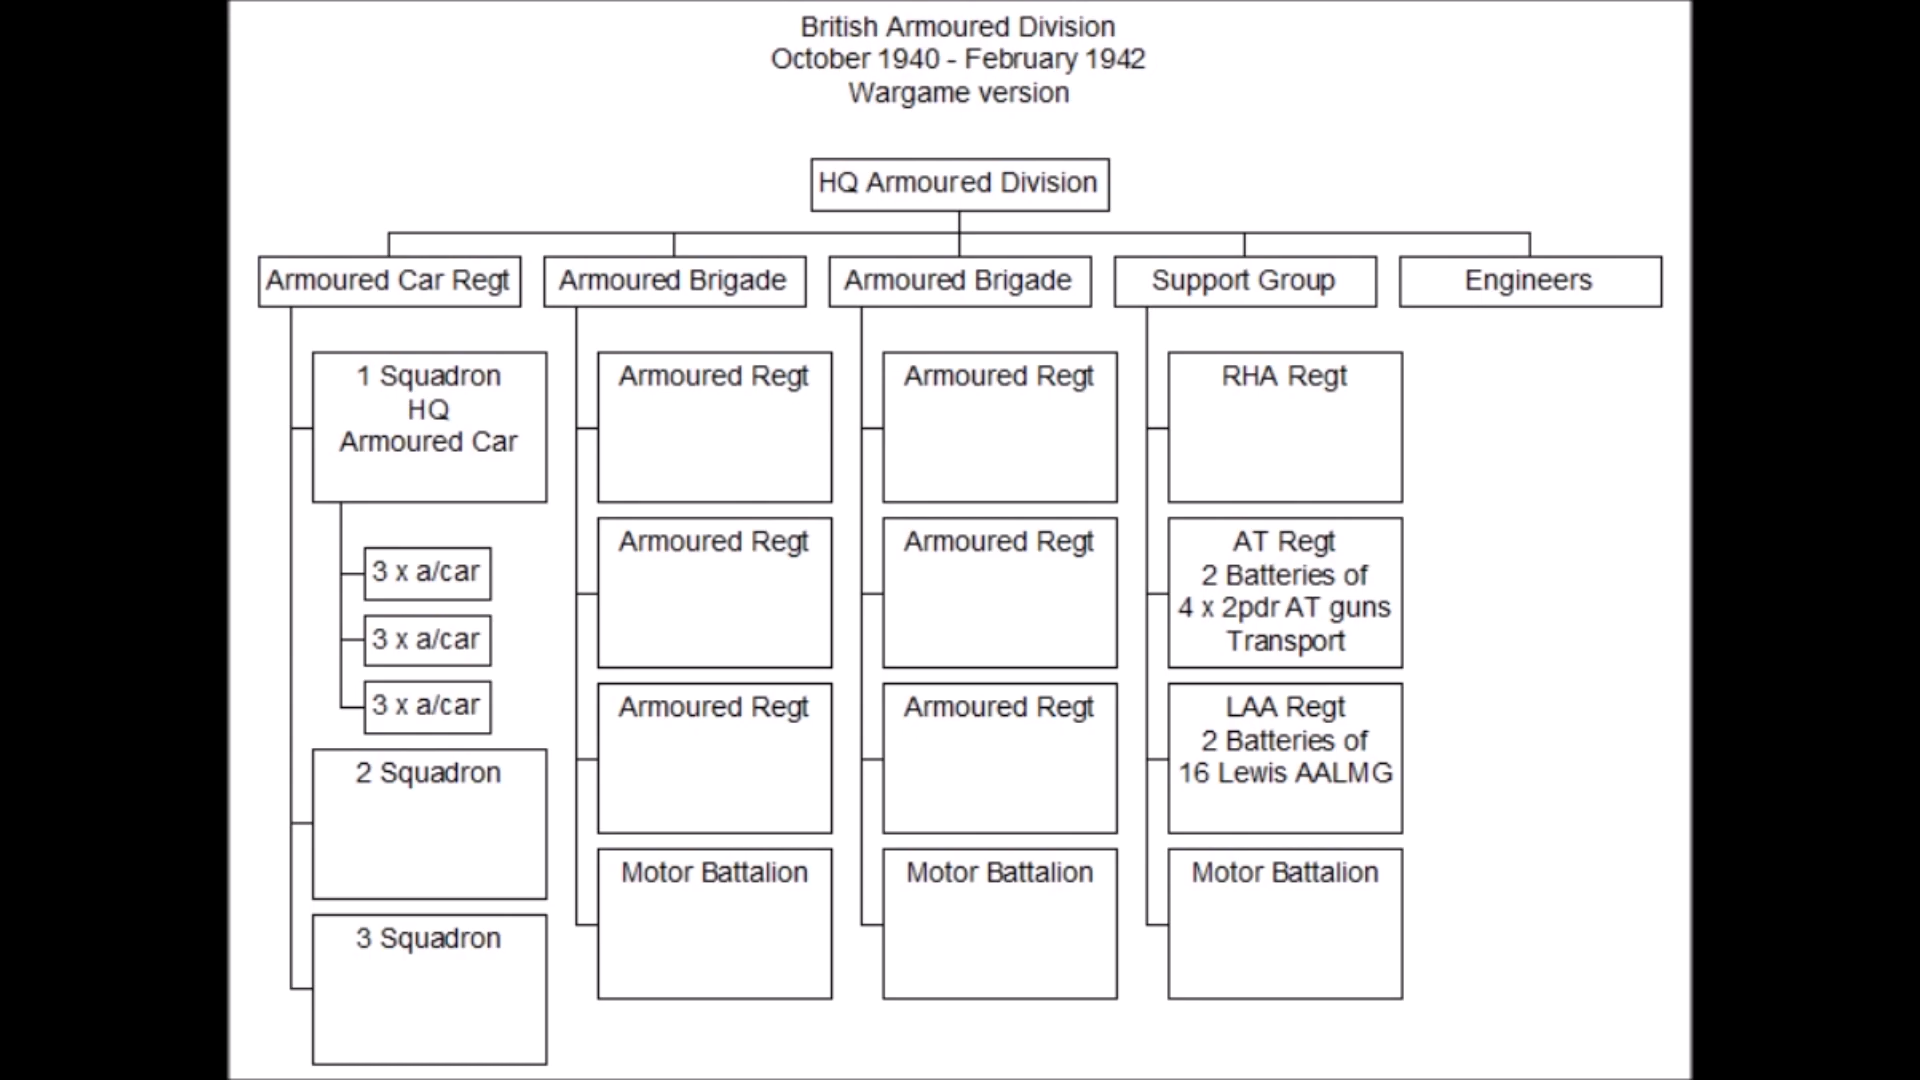 British Armoured Division
October 1940 - February 1942
Wargame version
HQ Armoured Division
Armoured Car Regt
Armoured Brigade
Armoured Brigade
Support Group
Engineers
1 Squadron
HQ
Armoured Car
3 x a/car
3 x a/car
3 x a/car
2 Squadron
3 Squadron
Armoured Regt
Armoured Regt
Armoured Regt
Motor Battalion
Armoured Regt
Armoured Regt
Armoured Regt
Motor Battalion
RHA Regt
AT Regt
2 Batteries of
4 x 2pdr AT guns
Transport
LAA Regt
2 Batteries of
16 Lewis AALMG
Motor Battalion